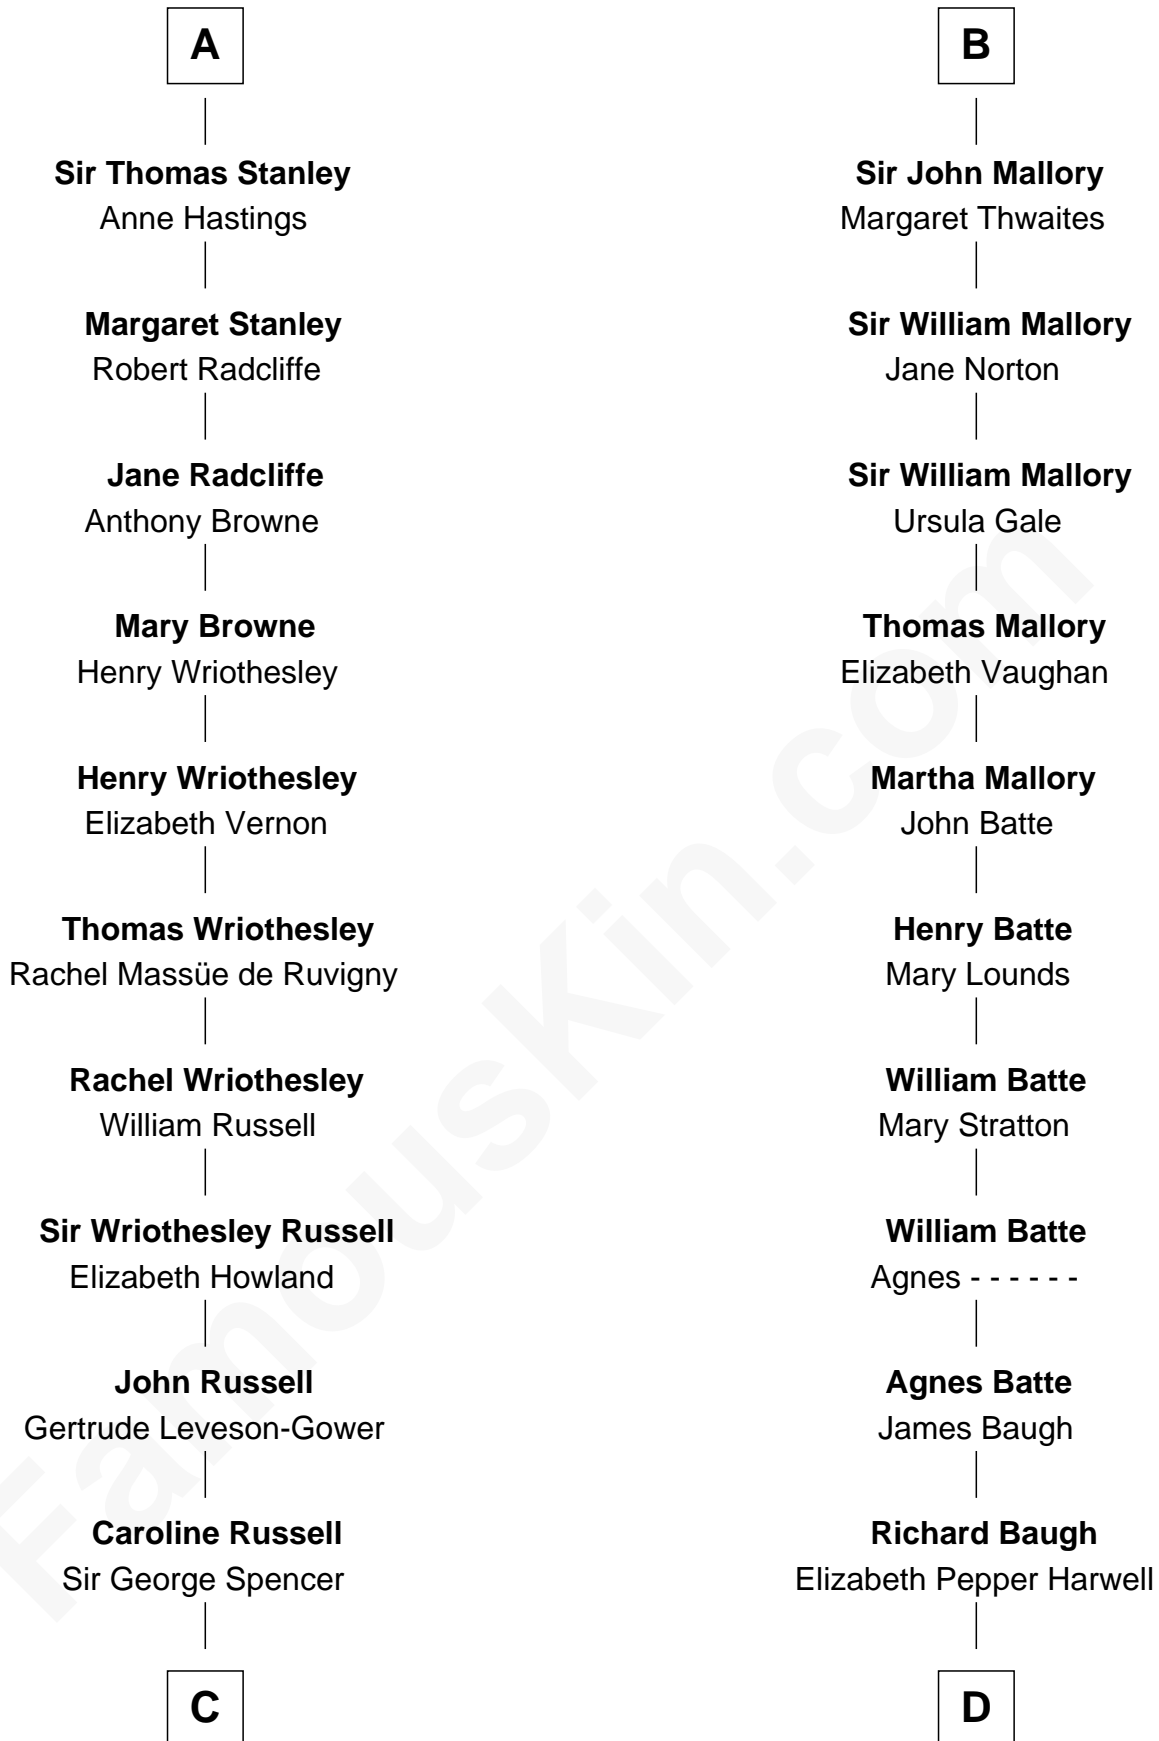 A
Sir Thomas Stanley
Anne Hastings
Margaret Stanley
Robert Radcliffe
Jane Radcliffe
Anthony Browne
Mary Browne
Henry Wriothesley
Henry Wriothesley
Elizabeth Vernon
Thomas Wriothesley
Rachel Massüe de Ruvigny
Rachel Wriothesley
William Russell
Sir Wriothesley Russell
Elizabeth Howland
John Russell
Gertrude Leveson-Gower
Caroline Russell
Sir George Spencer
C
B
Sir John Mallory
Margaret Thwaites
Sir William Mallory
Jane Norton
Sir William Mallory
Ursula Gale
Thomas Mallory
Elizabeth Vaughan
Martha Mallory
John Batte
Henry Batte
Mary Lounds
William Batte
Mary Stratton
William Batte
Agnes - - - - - -
Agnes Batte
James Baugh
Richard Baugh
Elizabeth Pepper Harwell
D
FamousKin.com